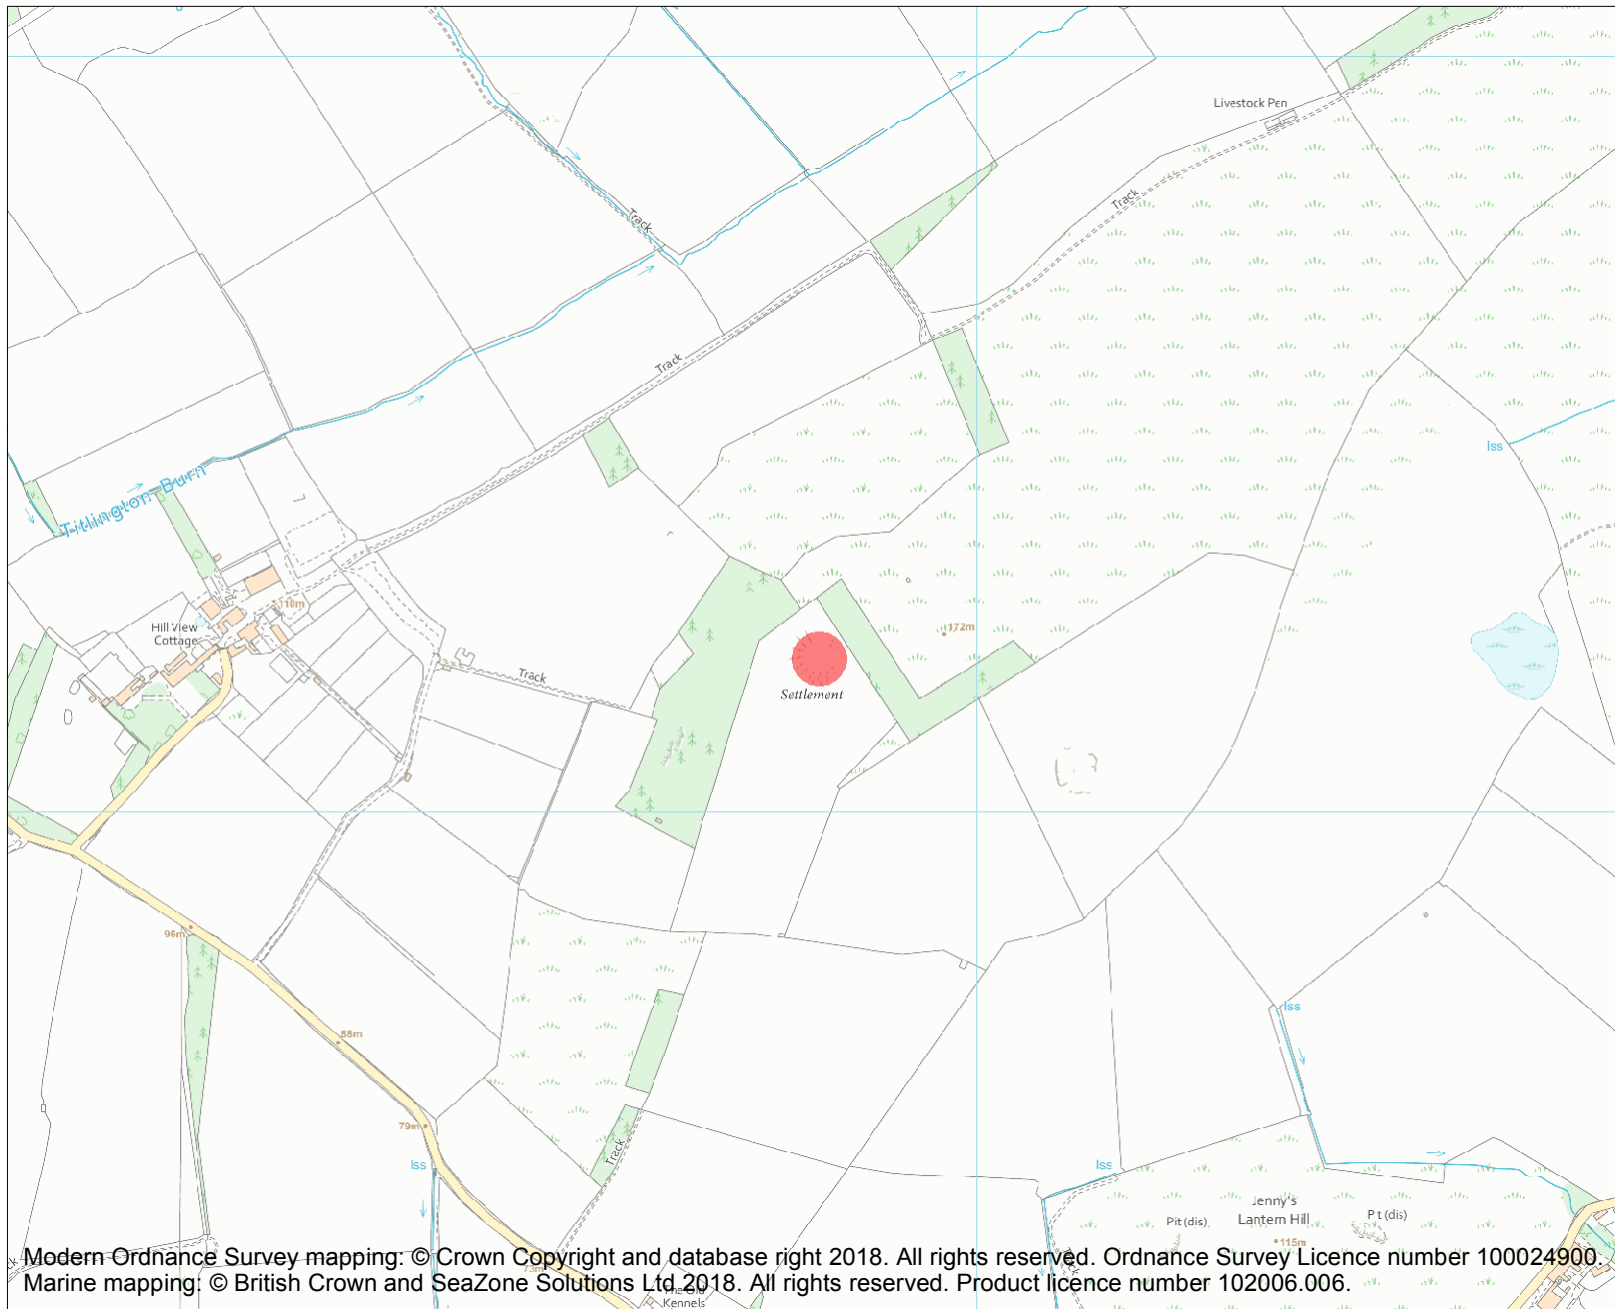 Livestock Pen
Track
Track
Track
Iss
Titlington Burn
110m
Hill View
Cottage
172m
Track
Settlement
96m
Iss
88m
79m
Iss
Track
Iss
Jenny's
Lantern Hill
Pit (dis)
P t (dis)
115m
Modern Ordnance Survey mapping: © Crown Copyright and database right 2018. All rights reserved. Ordnance Survey Licence number 100024900.
Marine mapping: © British Crown and SeaZone Solutions Ltd 2018. All rights reserved. Product licence number 102006.006.
The Old
Kennels